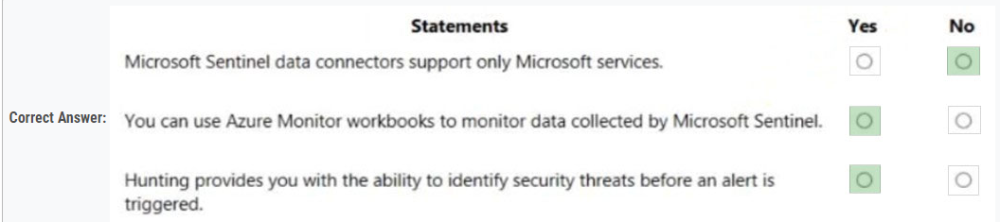 Statements Yes No
Microsoft Sentinel data connectors support only Microsoft services.
Correct Answer: You can use Azure Monitor workbooks to monitor data collected by Microsoft Sentinel.
Hunting provides you with the ability to identify security threats before an alert is
triggered.